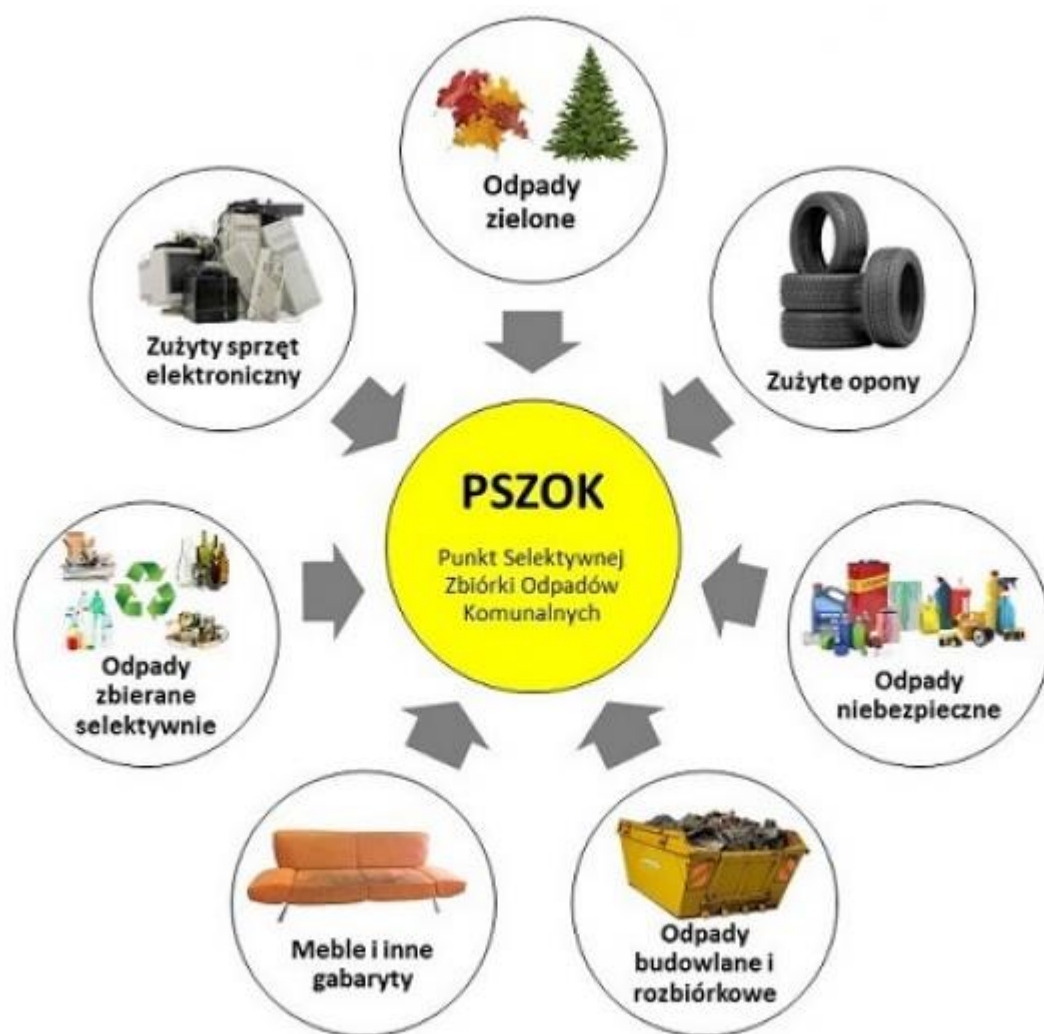 Odpady
zielone
Zużyty sprzęt
elektroniczny
Zużyte opony
PSZOK
Punkt Selektywnej
Zbiórki Odpadów
Komunalnych
Odpady
zbierane
selektywnie
Odpady
niebezpieczne
Meble i inne
gabaryty
Odpady
budowlane i
rozbiórkowe